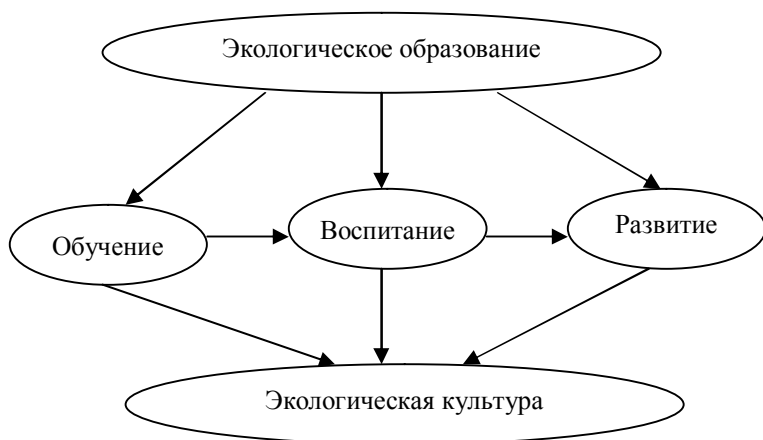 Экологическое образование
Обучение
Воспитание
Развитие
Экологическая культура